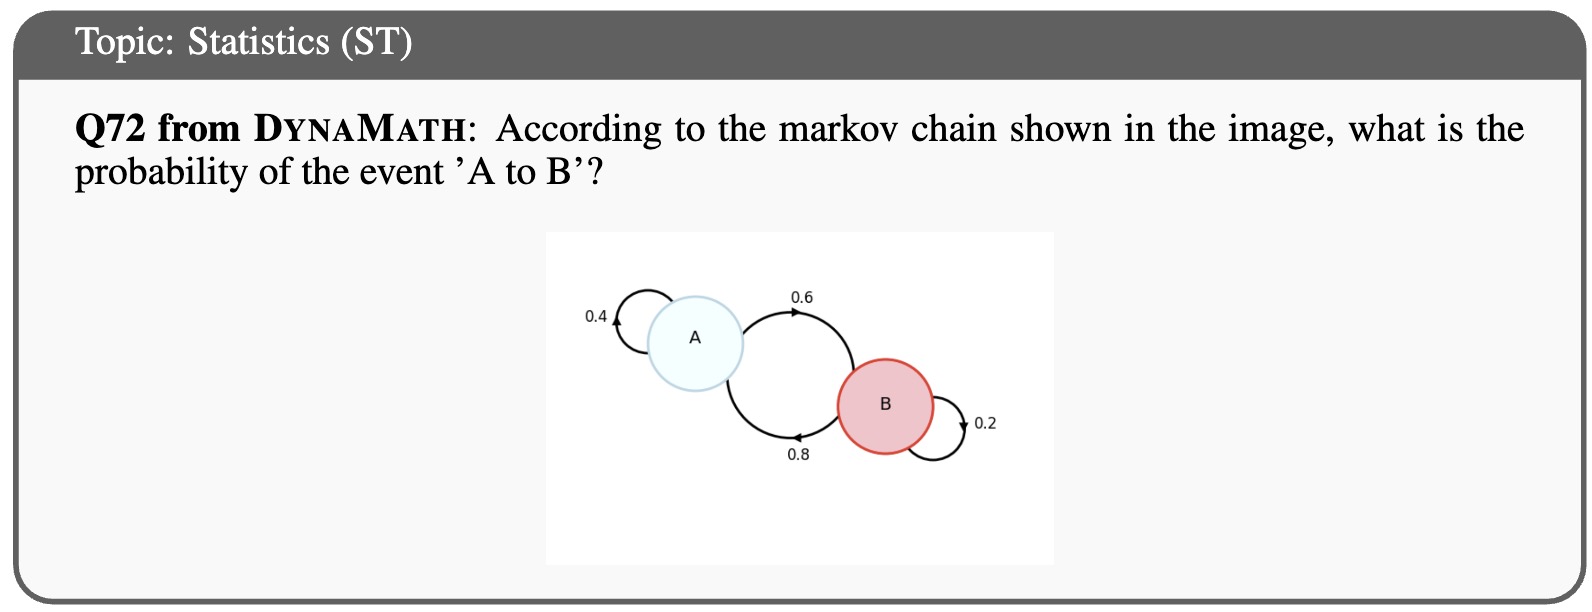 Topic: Statistics (ST)
Q72 from DYNAMATH: According to the markov chain shown in the image, what is the
probability of the event ’A to B’?
0.6
0.4
A
B
0.2
0.8